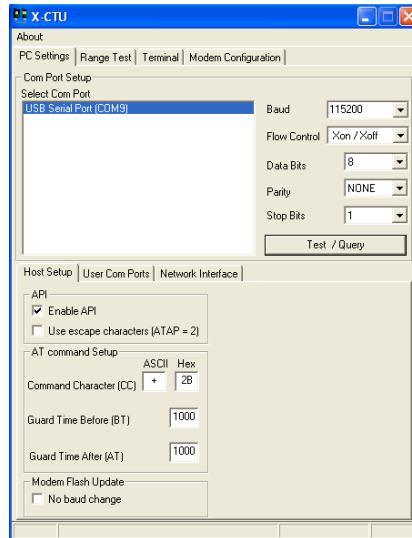 X-CTU
About
PC Settings Range Test Terminal Modem Configuration
Com Port Setup
Select Com Port
USB Serial Port (COM9)
Baud 115200
Flow Control Xon / Xoff
Data Bits 8
Parity NONE
Stop Bits 1
Test / Query
Host Setup User Com Ports Network Interface
API
Enable API
Use escape characters (ATAP = 2)
AT command Setup
ASCII Hex
Command Character (CC) + 2B
Guard Time Before (BT) 1000
Guard Time After (AT) 1000
Modem Flash Update
No baud change